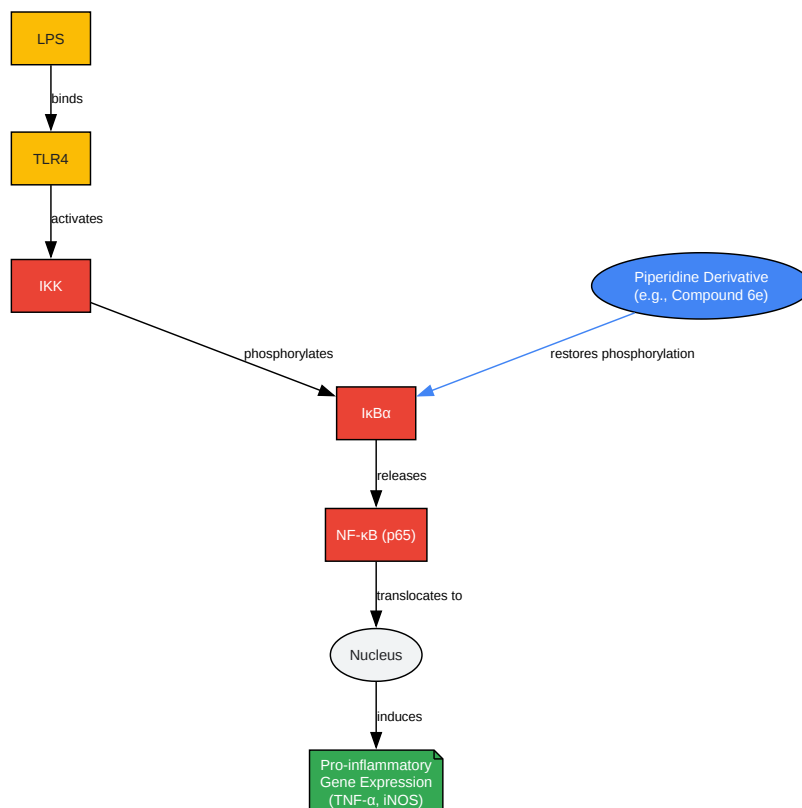 LPS
binds
TLR4
activates
IKK
Piperidine Derivative
(e.g., Compound 6e)
phosphorylates
restores phosphorylation
IκBα
releases
NF-κB (p65)
translocates to
Nucleus
induces
Pro-inflammatory
Gene Expression
(TNF-α, iNOS)